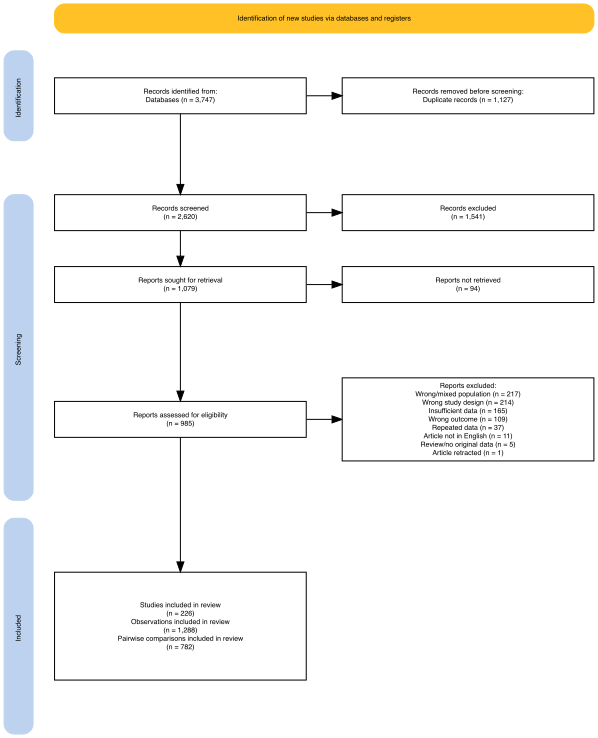 Identification of new studies via databases and registers
Identification
Records identified from:
Databases (n = 3,747)
Records removed before screening:
Duplicate records (n = 1,127)
Screening
Records screened
(n = 2,620)
Records excluded
(n = 1,541)
Reports sought for retrieval
(n = 1,079)
Reports not retrieved
(n = 94)
Reports assessed for eligibility
(n = 985)
Reports excluded:
Wrong/mixed population (n = 217)
Wrong study design (n = 214)
Insufficient data (n = 165)
Wrong outcome (n = 109)
Repeated data (n = 37)
Article not in English (n = 11)
Review/no original data (n = 5)
Article retracted (n = 1)
Included
Studies included in review
(n = 226)
Observations included in review
(n = 1,288)
Pairwise comparisons included in review
(n = 782)